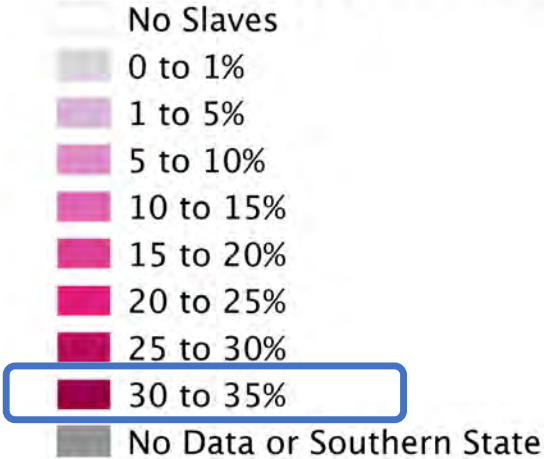 No Slaves
0 to 1%
1 to 5%
5 to 10%
10 to 15%
15 to 20%
20 to 25%
25 to 30%
30 to 35%
No Data or Southern State